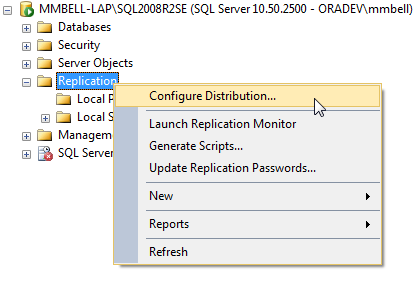 MMBELL-LAP\SQL2008R2SE (SQL Server 10.50.2500 - ORADEV\mmbell)
Databases
Security
Server Objects
Replication
Configure Distribution...
Local P
Launch Replication Monitor
Local S
Generate Scripts...
Managem
Update Replication Passwords...
SQL Server
New
Reports
Refresh